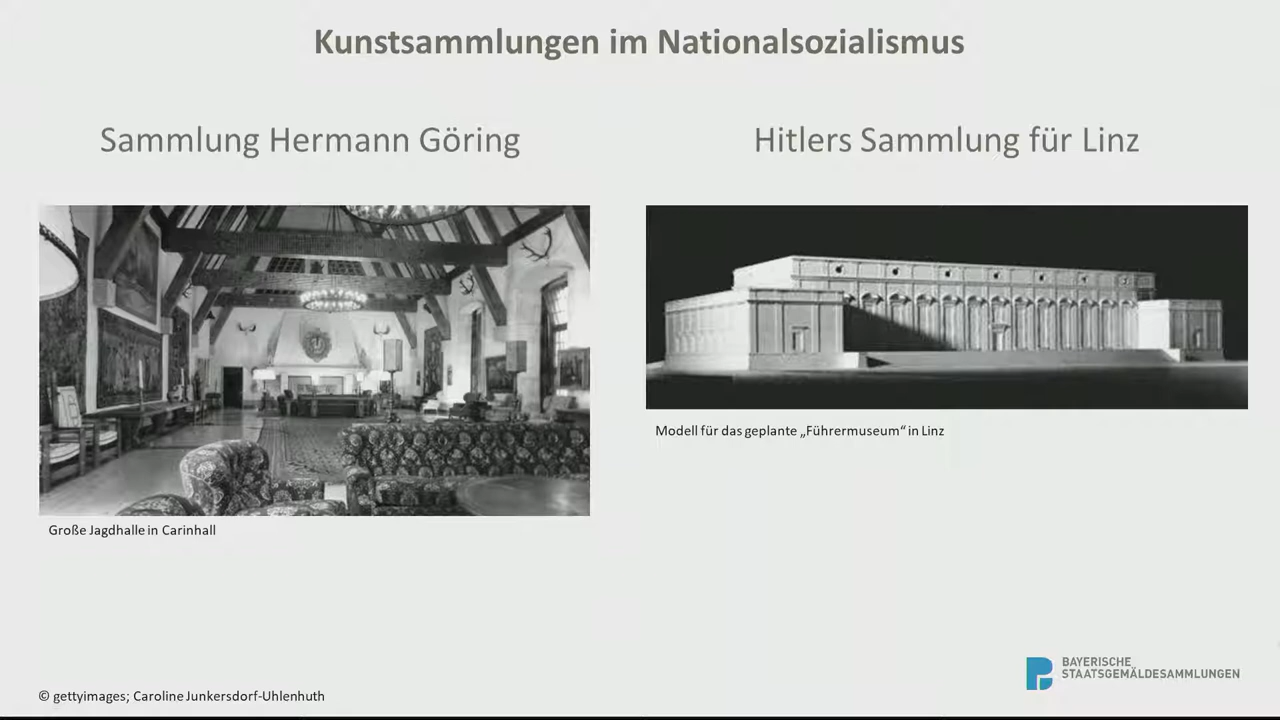 Kunstsammlungen im Nationalsozialismus
Sammlung Hermann Göring
Hitlers Sammlung für Linz
Große Jagdhalle in Carinhall
Modell für das geplante „Führermuseum“ in Linz
© gettyimages; Caroline Junkersdorf-Uhlenhuth
BAYERISCHE
STAATSGEMÄLDESAMMLUNGEN